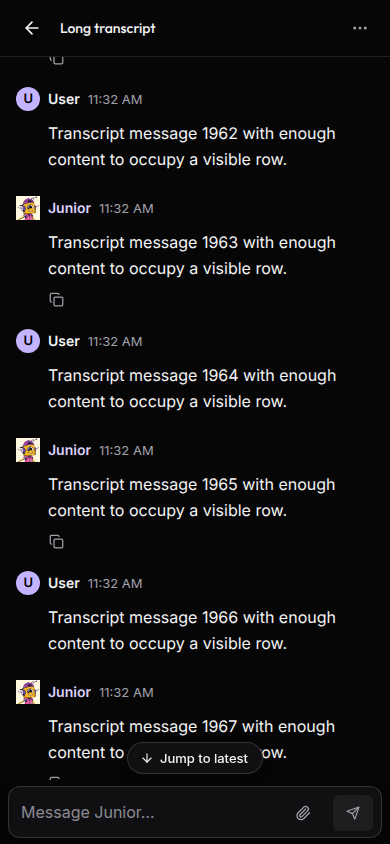 Long transcript
U User 11:32 AM
Transcript message 1962 with enough
content to occupy a visible row.
Junior 11:32 AM
Transcript message 1963 with enough
content to occupy a visible row.
U User 11:32 AM
Transcript message 1964 with enough
content to occupy a visible row.
Junior 11:32 AM
Transcript message 1965 with enough
content to occupy a visible row.
U User 11:32 AM
Transcript message 1966 with enough
content to occupy a visible row.
Junior 11:32 AM
Transcript message 1967 with enough
content to ow.
Jump to latest
Message Junior...